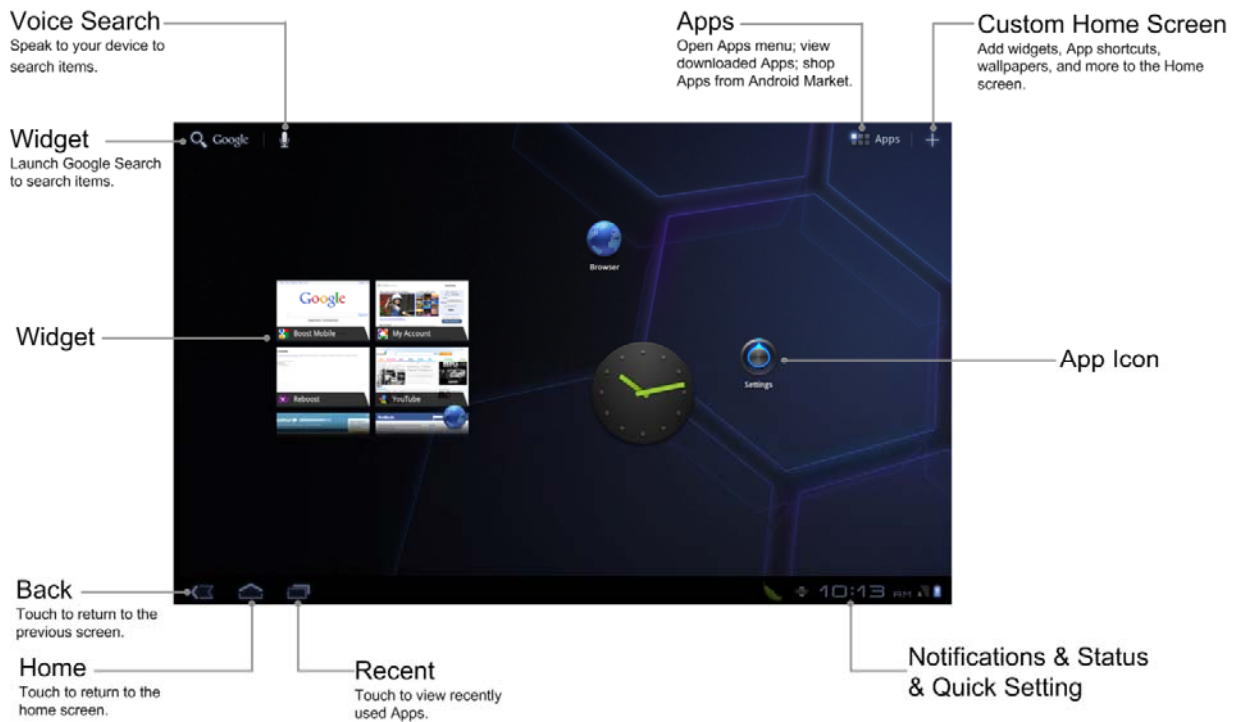 Voice Search
Speak to your device to
search items.
Apps
Open Apps menu; view
downloaded Apps; shop
Apps from Android Market.
Custom Home Screen
Add widgets, App shortcuts,
wallpapers, and more to the Home
screen.
Widget
Launch Google Search
to search items.
Google
Apps
Browser
Widget
Google
Boost Mobile
My Account
Reboost
YouTube
Settings
App Icon
Back
Touch to return to the
previous screen.
10:13 AM
Home
Touch to return to the
home screen.
Recent
Touch to view recently
used Apps.
Notifications & Status
& Quick Setting